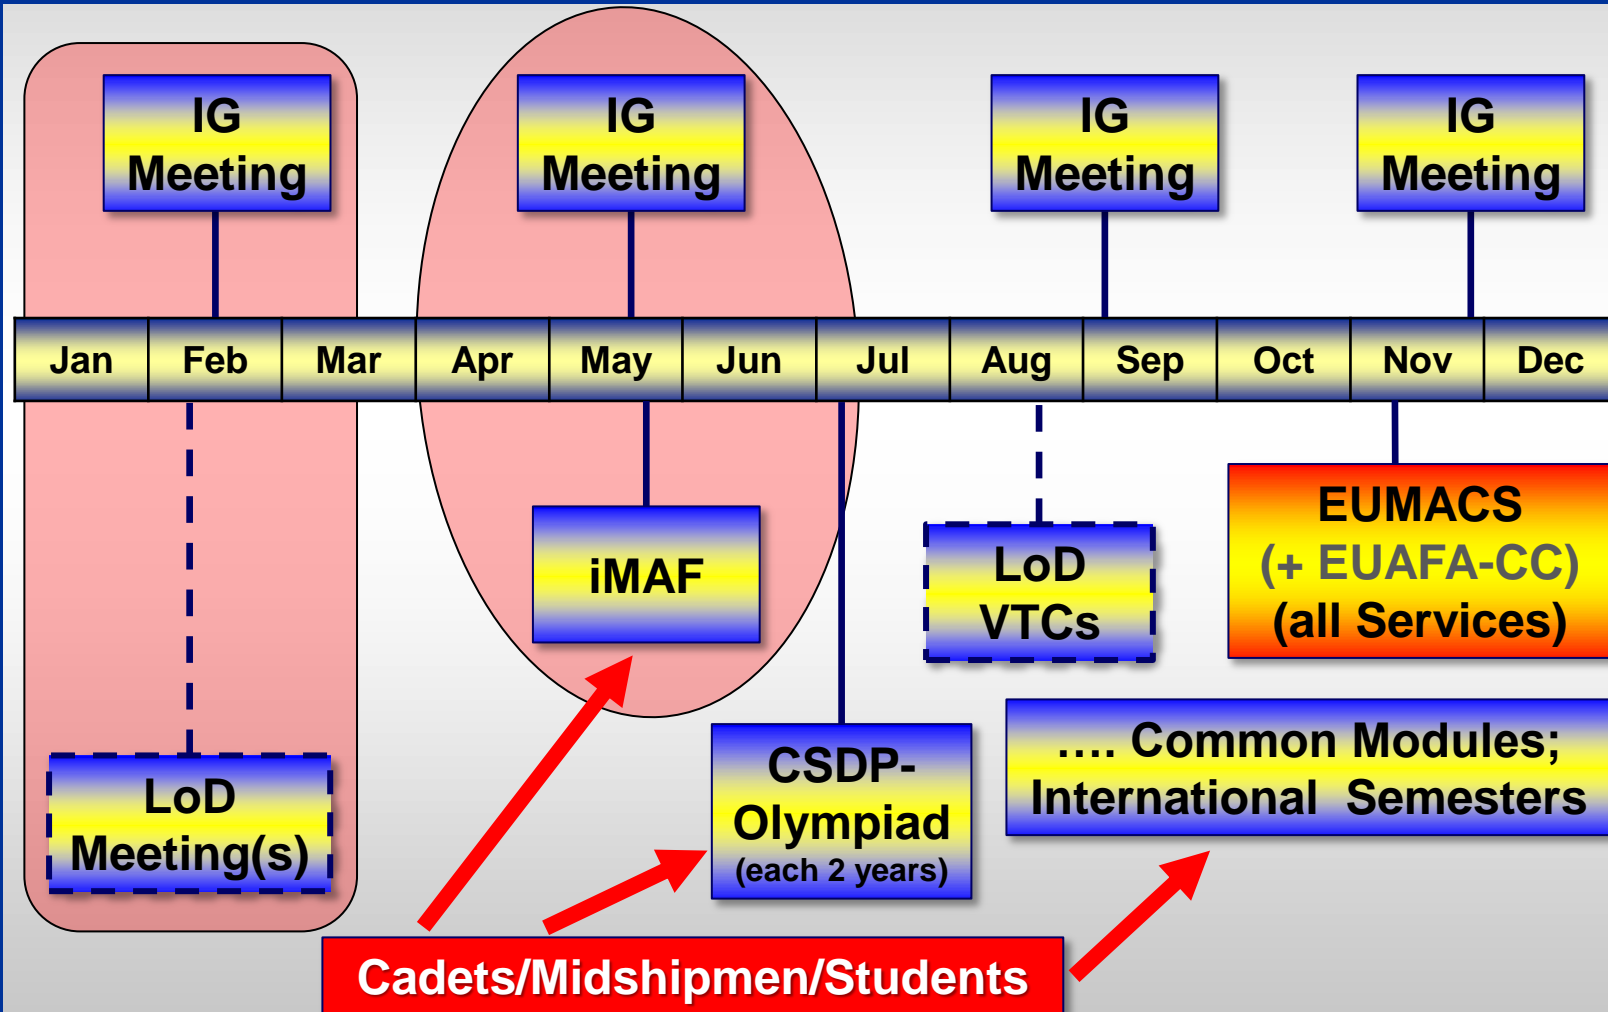 IG
Meeting
IG
Meeting
IG
Meeting
IG
Meeting
Jan Feb Mar Apr May Jun Jul Aug Sep Oct Nov Dec
iMAF
LoD
VTCs
EUMACS
(+ EUAFA-CC)
(all Services)
LoD
Meeting(s)
CSDP-
Olympiad
(each 2 years)
.... Common Modules;
International Semesters
Cadets/Midshipmen/Students